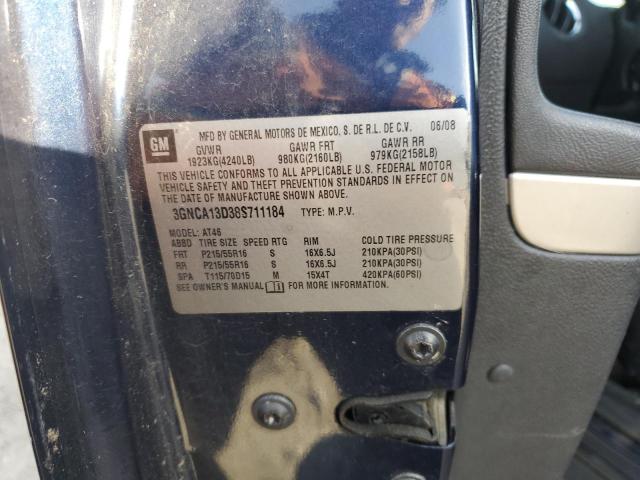 MFD BY GENERAL MOTORS DE MEXICO, S. DE R.L. DE C.V. 06/08
GM
GVWR GAWR FRT GAWR RR
1923KG(4240LB) 980KG(2160LB) 979KG(2158LB)
THIS VEHICLE CONFORMS TO ALL APPLICABLE U.S. FEDERAL MOTOR
VEHICLE SAFETY AND THEFT PREVENTION STANDARDS IN EFFECT ON
THE DATE OF MANUFACTURE SHOWN ABOVE.
3GNCA13D38S711184 TYPE: M.P.V.
MODEL: AT46
4BBD TIRE SIZE SPEED RTG RIM COLD TIRE PRESSURE
FRT P215/55R16 S 16X6.5J 210KPA(30PSI)
RR P215/55R16 S 16X6.5J 210KPA(30PSI)
SPA T115/70D15 M 15X4T 420KPA(60PSI)
SEE OWNER'S MANUAL FOR MORE INFORMATION.